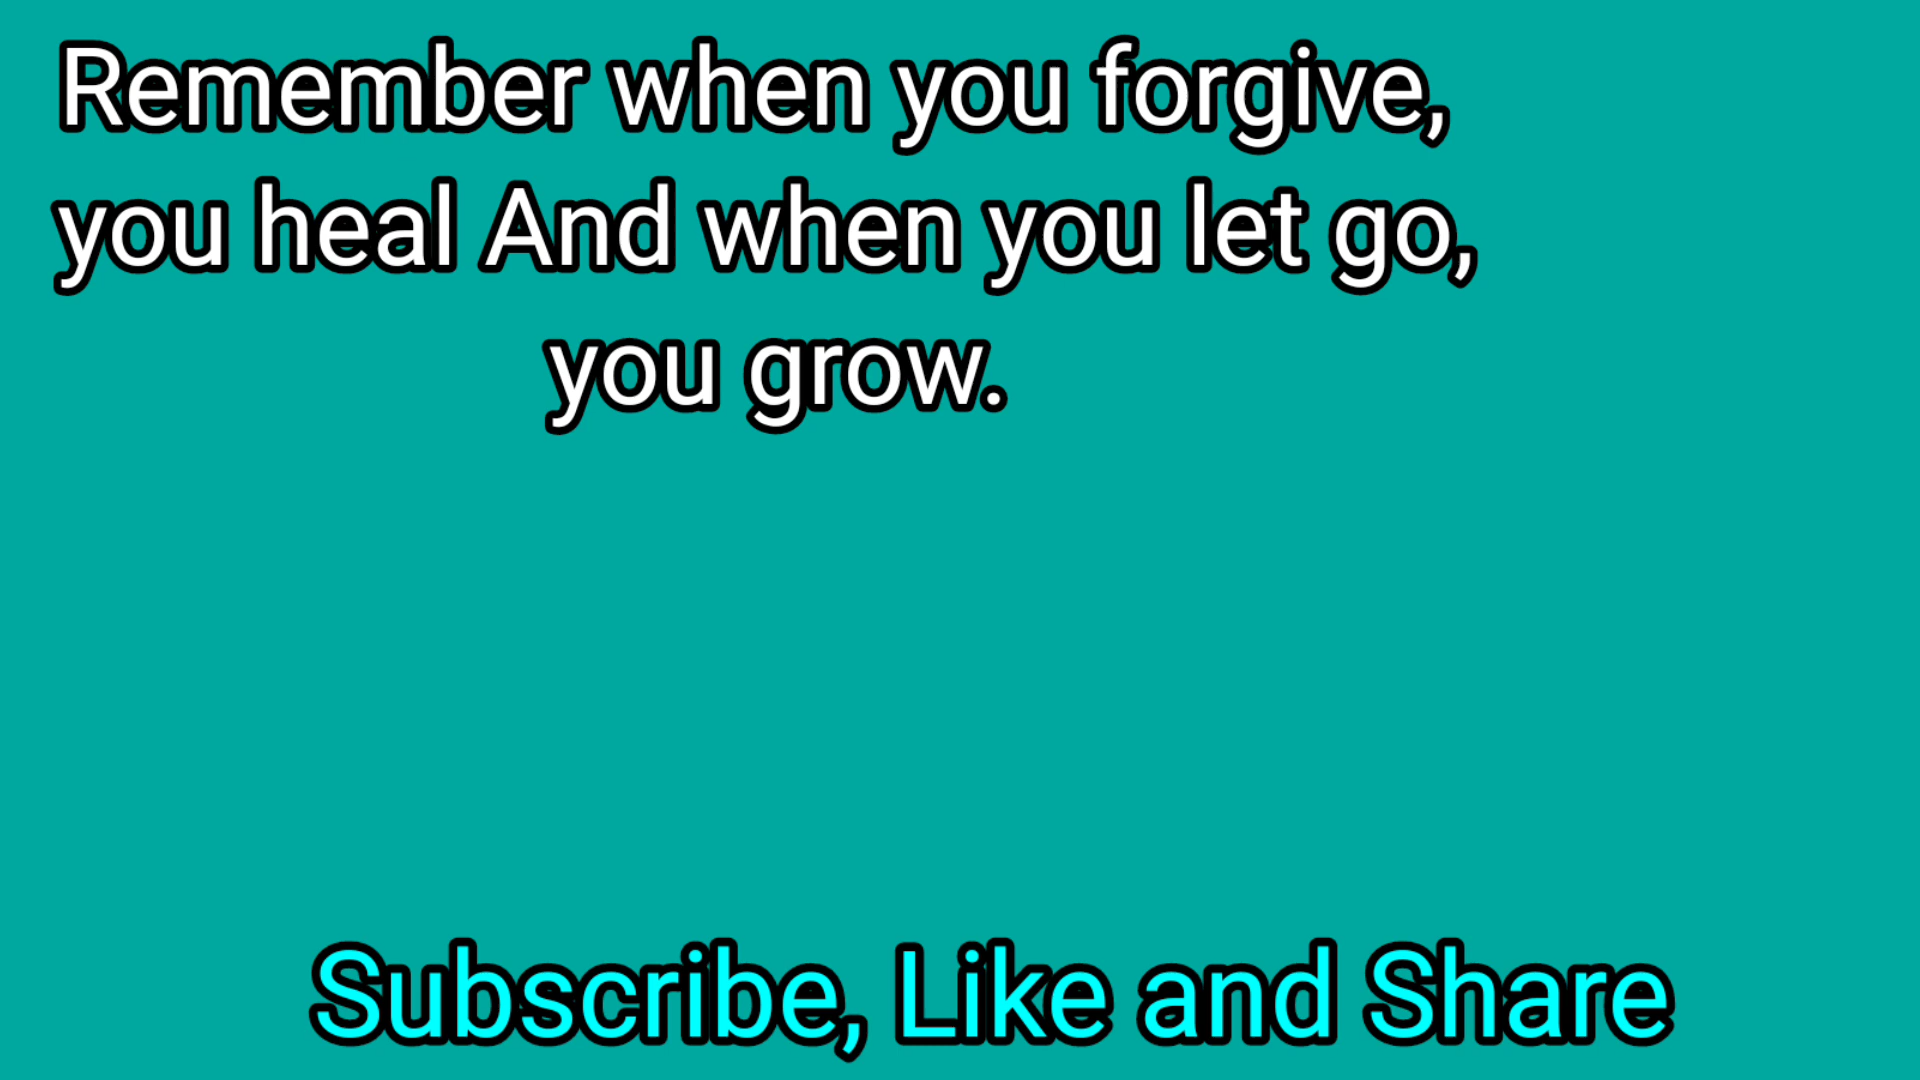 Remember when you forgive,
you heal And when you let go,
you grow.
Subscribe, Like and Share